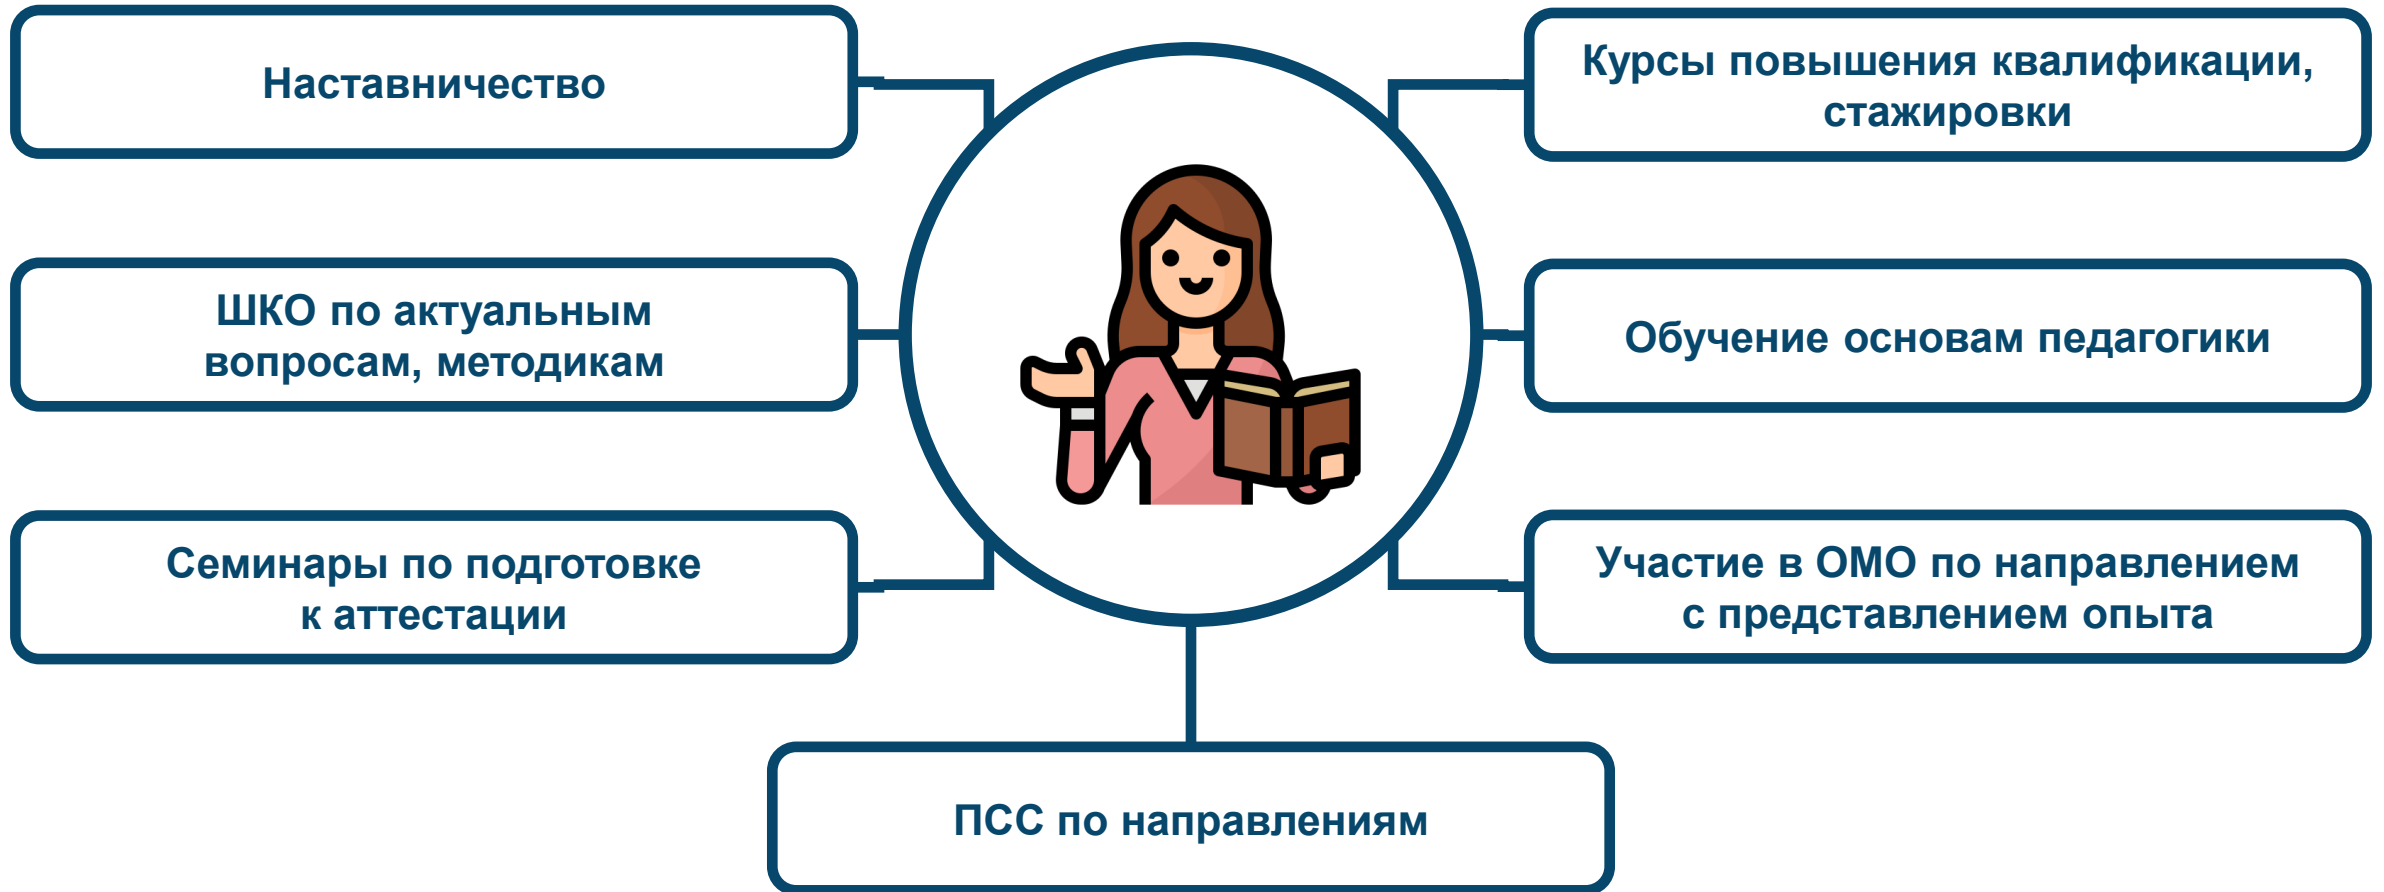 Наставничество
ШКО по актуальным
вопросам, методикам
Семинары по подготовке
к аттестации
Курсы повышения квалификации,
стажировки
Обучение основам педагогики
Участие в ОМО по направлением
с представлением опыта
ПСС по направлениям